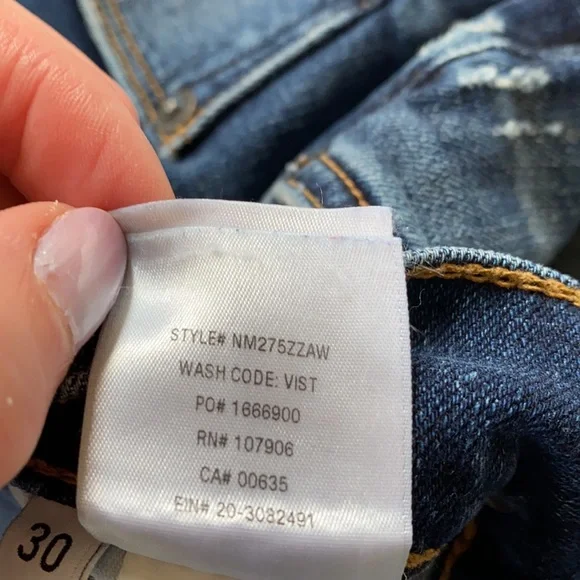 STYLE# NM275ZZAW
WASH CODE: VIST
PO# 1666900
RN# 107906
CA# 00635
EIN# 20-3082491
30